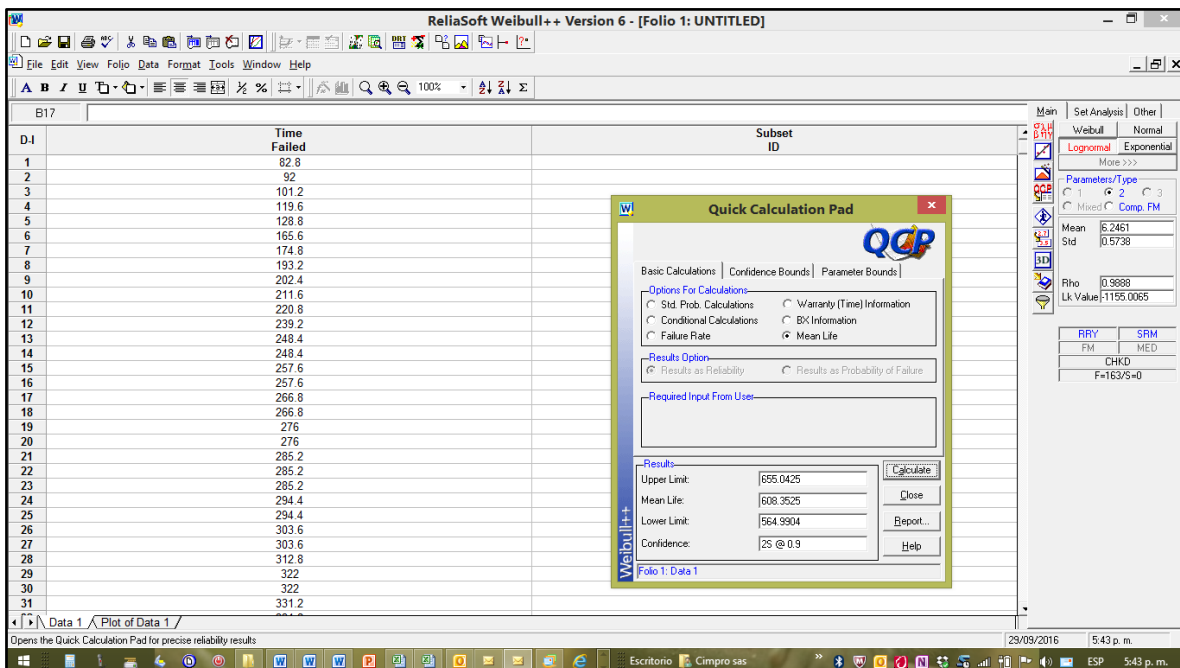 ReliaSoft Weibull++ Version 6 - [Folio 1: UNTITLED]
File Edit View Folio Data Format Tools Window Help
100%
B17
D-I Time Failed Subset ID
1 82.8
2 92
3 101.2
4 119.6
5 128.8
6 165.6
7 174.8
8 193.2
9 202.4
10 211.6
11 220.8
12 239.2
13 248.4
14 248.4
15 257.6
16 257.6
17 266.8
18 266.8
19 276
20 276
21 285.2
22 285.2
23 285.2
24 294.4
25 294.4
26 303.6
27 303.6
28 312.8
29 322
30 322
31 331.2
Data 1 Plot of Data 1
Quick Calculation Pad
QCP
Basic Calculations Confidence Bounds Parameter Bounds
Options For Calculations
Std. Prob. Calculations Warranty (Time) Information
Conditional Calculations BX Information
Failure Rate Mean Life
Results Option
Results as Reliability Results as Probability of Failure
Required Input From User
Results
Upper Limit: 655.0425 Calculate
Mean Life: 608.3525 Close
Lower Limit: 564.9904 Report...
Confidence: 2S @ 0.9 Help
Weibull++
Folio 1: Data 1
Main Set Analysis Other
Weibull Normal
Lognormal Exponential
More >>>
Parameters/Type
1 2 3
Mixed Comp. FM
Mean 6.2461
Std 0.5738
Rho 0.9888
Lk Value -1155.0065
RRY SRM
FM MED
CHKD
F=163/S=0
Opens the Quick Calculation Pad for precise reliability results 29/09/2016 5:43 p. m.
Escritorio Cimpro sas ESP 5:43 p. m.